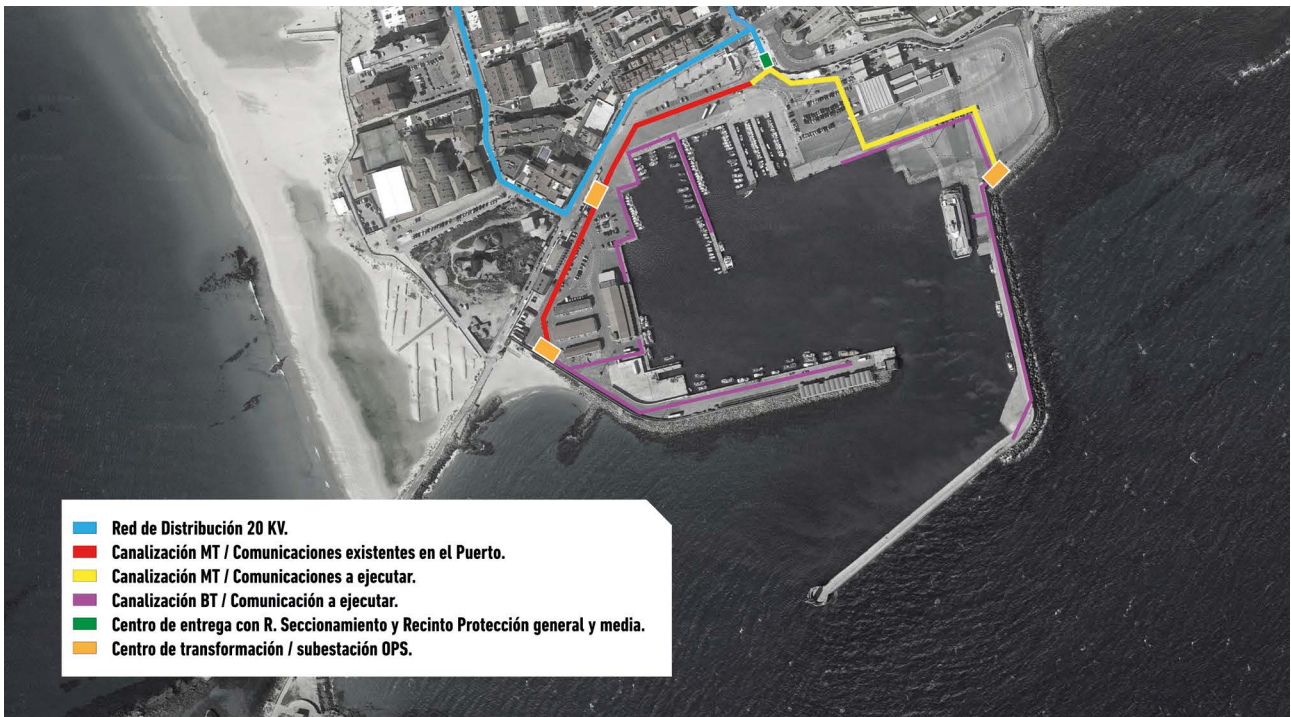 Red de Distribución 20 KV.
Canalización MT / Comunicaciones existentes en el Puerto.
Canalización MT / Comunicaciones a ejecutar.
Canalización BT / Comunicación a ejecutar.
Centro de entrega con R. Seccionamiento y Recinto Protección general y media.
Centro de transformación / subestación OPS.